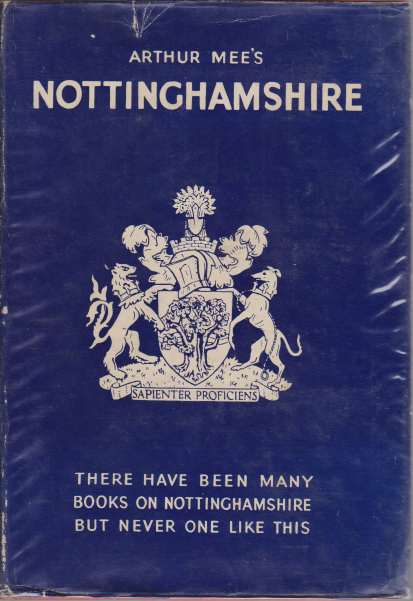 ARTHUR MEE'S
NOTTINGHAMSHIRE
SAPIENTER PROFICIENS
THERE HAVE BEEN MANY
BOOKS ON NOTTINGHAMSHIRE
BUT NEVER ONE LIKE THIS